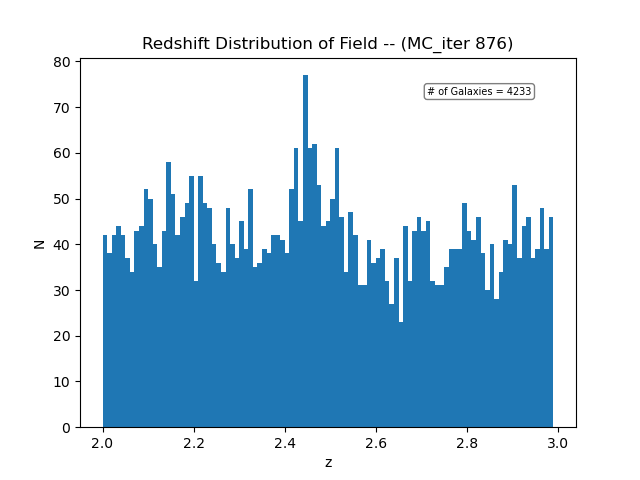 Redshift Distribution of Field -- (MC_iter 876)
80
# of Galaxies = 4233
70
60
50
N
40
30
20
10
0
2.0 2.2 2.4 2.6 2.8 3.0
z